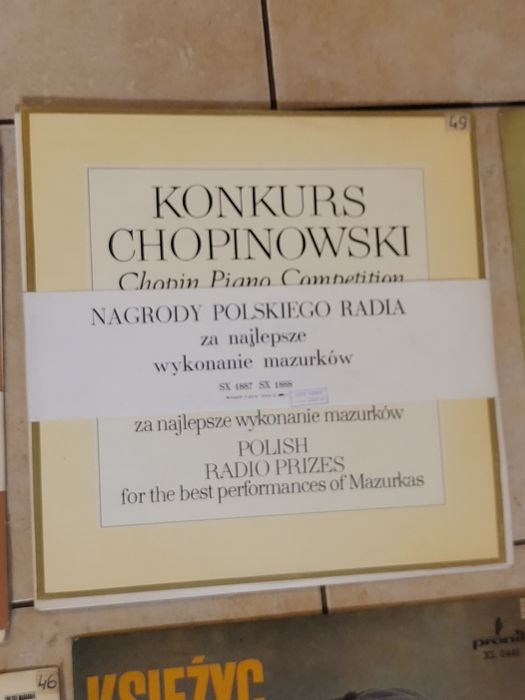 49
KONKURS
CHOPINOWSKI
Chopin Piano Competition
NAGRODY POLSKIEGO RADIA
za najlepsze
wykonanie mazurków
SX 1887 SX 1888
za najlepsze wykonanie mazurków
POLISH
RADIO PRIZES
for the best performances of Mazurkas
46
KSIĘŻYC
pronit